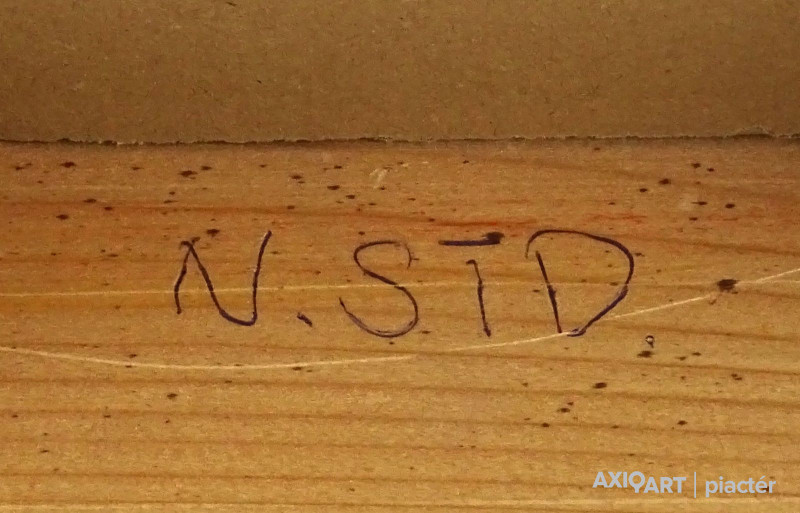 N. STD
AXIOART | piactér